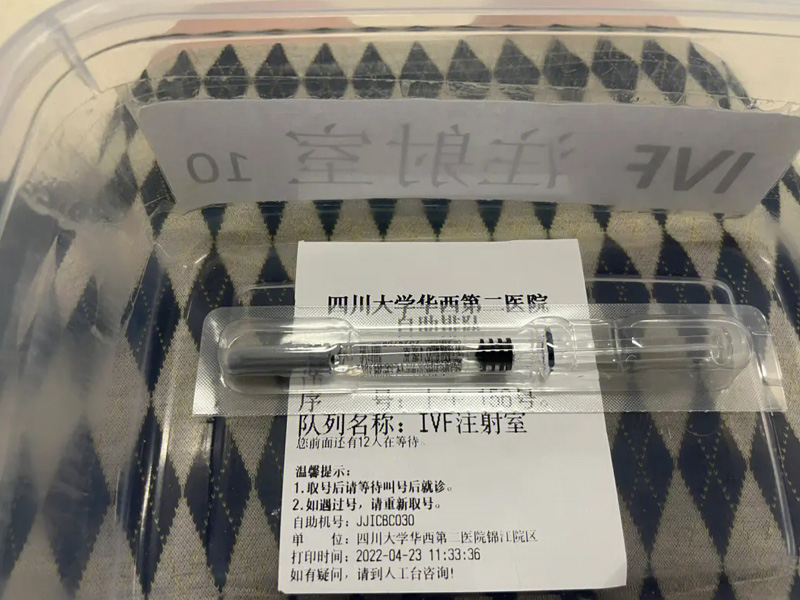 IVF 注射室 10
四川大学华西第二医院
自助排队
序 号: 156号。
队列名称: IVF注射室
您前面还有12人在等待。
温馨提示:
1.取号后请等待叫号后就诊。
2.如遇过号,请重新取号。
自助机号: JJICBC030
单 位: 四川大学华西第二医院锦江院区
打印时间: 2022-04-23 11:33:36
如有疑问, 请到人工台咨询!